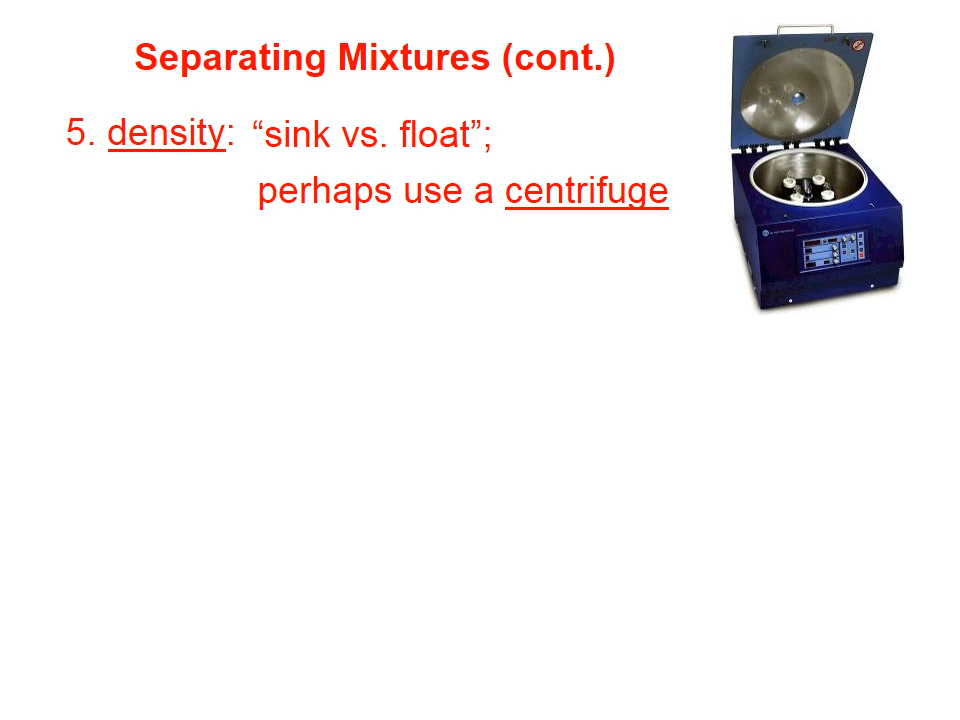 Separating Mixtures (cont.)
5. density: “sink vs. float”;
perhaps use a centrifuge